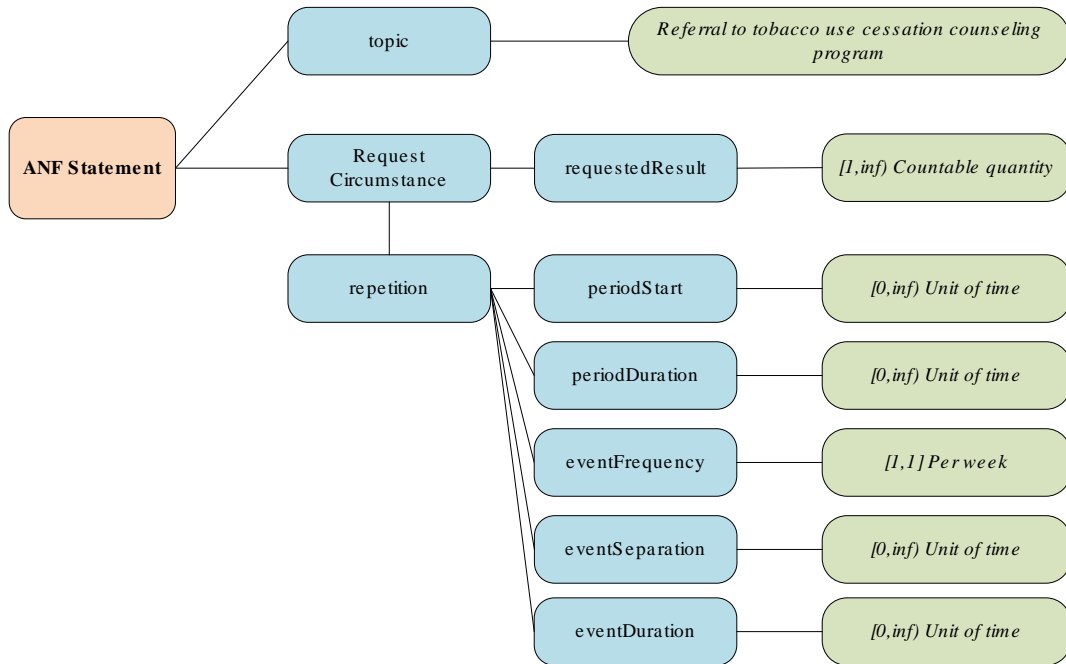 topic
Referral to tobacco use cessation counseling
program
ANF Statement
Request
Circumstance
requestedResult
[1,inf) Countable quantity
repetition
periodStart
[0,inf) Unit of time
periodDuration
[0,inf) Unit of time
eventFrequency
[1,1] Per week
eventSeparation
[0,inf) Unit of time
eventDuration
[0,inf) Unit of time